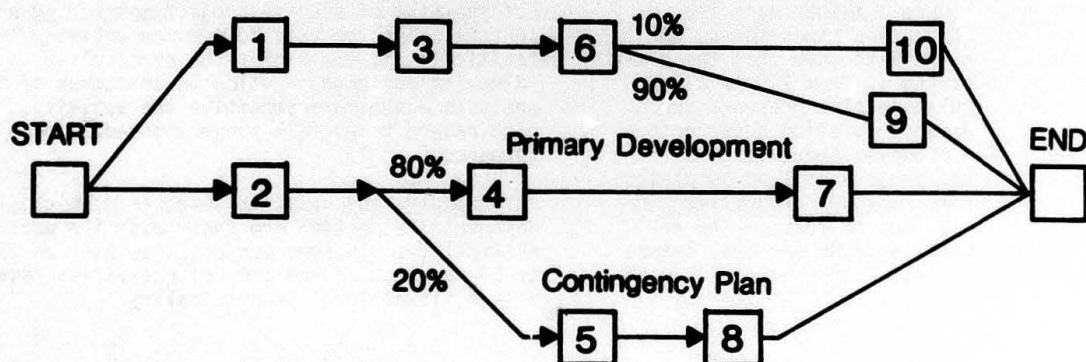 1 3 6 10% 10
90% 9
START Primary Development END
2 80% 4 7
20% Contingency Plan
5 8